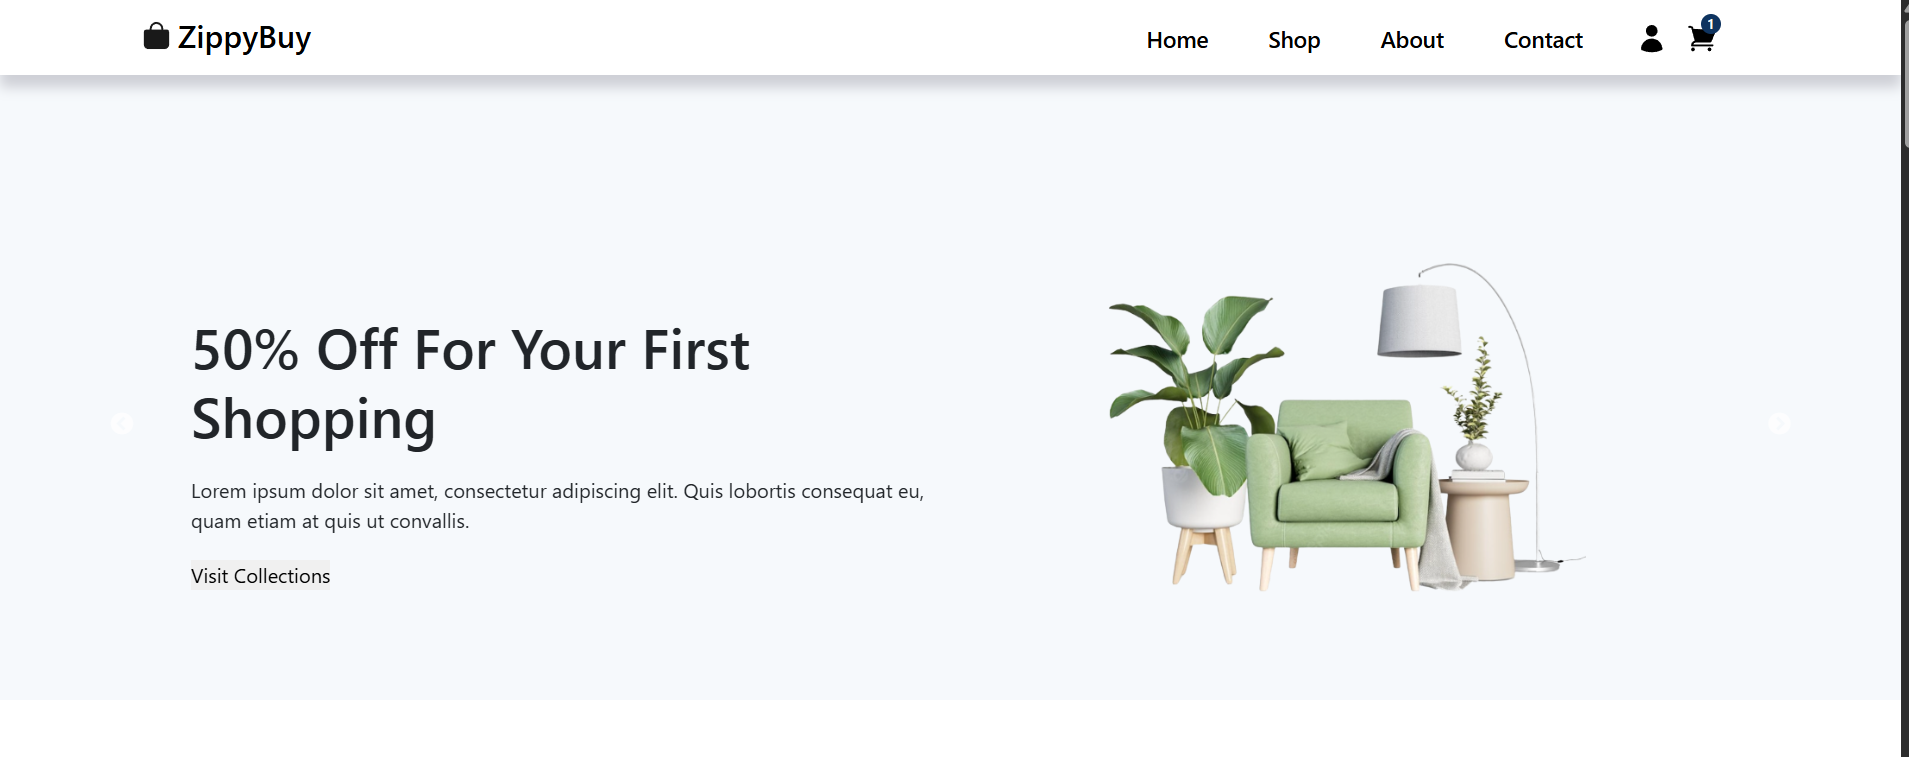 ZippyBuy
Home Shop About Contact
1
50% Off For Your First
Shopping
Lorem ipsum dolor sit amet, consectetur adipiscing elit. Quis lobortis consequat eu,
quam etiam at quis ut convallis.
Visit Collections